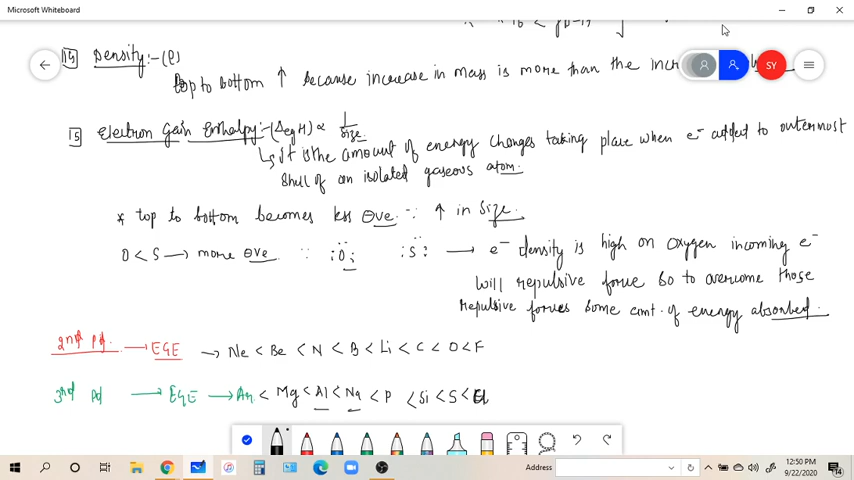 Microsoft Whiteboard
14 Density:-(ρ)
top to bottom ↑ because increase in mass is more than the incr
SY
15 Electron Gain Enthalpy:-(ΔegH) ∝ 1/Size.
↳ It is the amount of energy changes taking place when e⁻ added to outermost
Shell of an isolated gaseous atom.
* top to bottom becomes less ⊖ve ∵ ↑ in Size.
O < S → more ⊖ve ∵ :Ö: :S̈: → e⁻ density is high on oxygen incoming e⁻
will repulsive force so to overcome those
repulsive forces some amt. of energy absorbed.
2nd Pd. → EGE → Ne < Be < N < B < Li < C < O < F
3rd Pd → EGE → Ar < Mg < Al < Na < P < Si < S < Cl
Address
12:50 PM
9/22/2020
14